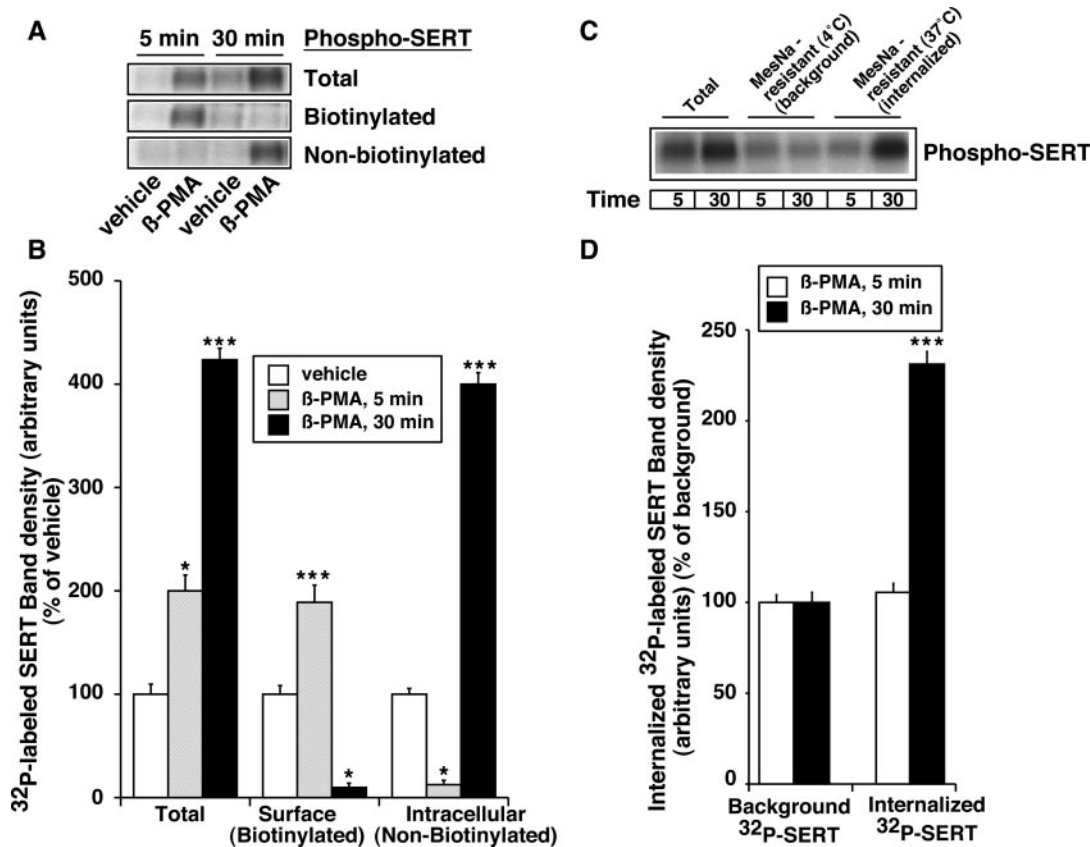 A
5 min 30 min Phospho-SERT
Total
Biotinylated
Non-biotinylated
vehicle
ß-PMA
vehicle
ß-PMA
B
32P-labeled SERT Band density (arbitrary units)
(% of vehicle)
500
400
300
200
100
0
***
*
***
*
*
***
vehicle
ß-PMA, 5 min
ß-PMA, 30 min
Total
Surface
(Biotinylated)
Intracellular
(Non-Biotinylated)
C
Total
MesNa -
resistant (4°C)
(background)
MesNa -
resistant (37°C)
(internalized)
Phospho-SERT
Time 5 30 5 30 5 30
D
ß-PMA, 5 min
ß-PMA, 30 min
Internalized 32P-labeled SERT Band density
(arbitrary units) (% of background)
250
200
150
100
50
0
***
Background
32P-SERT
Internalized
32P-SERT